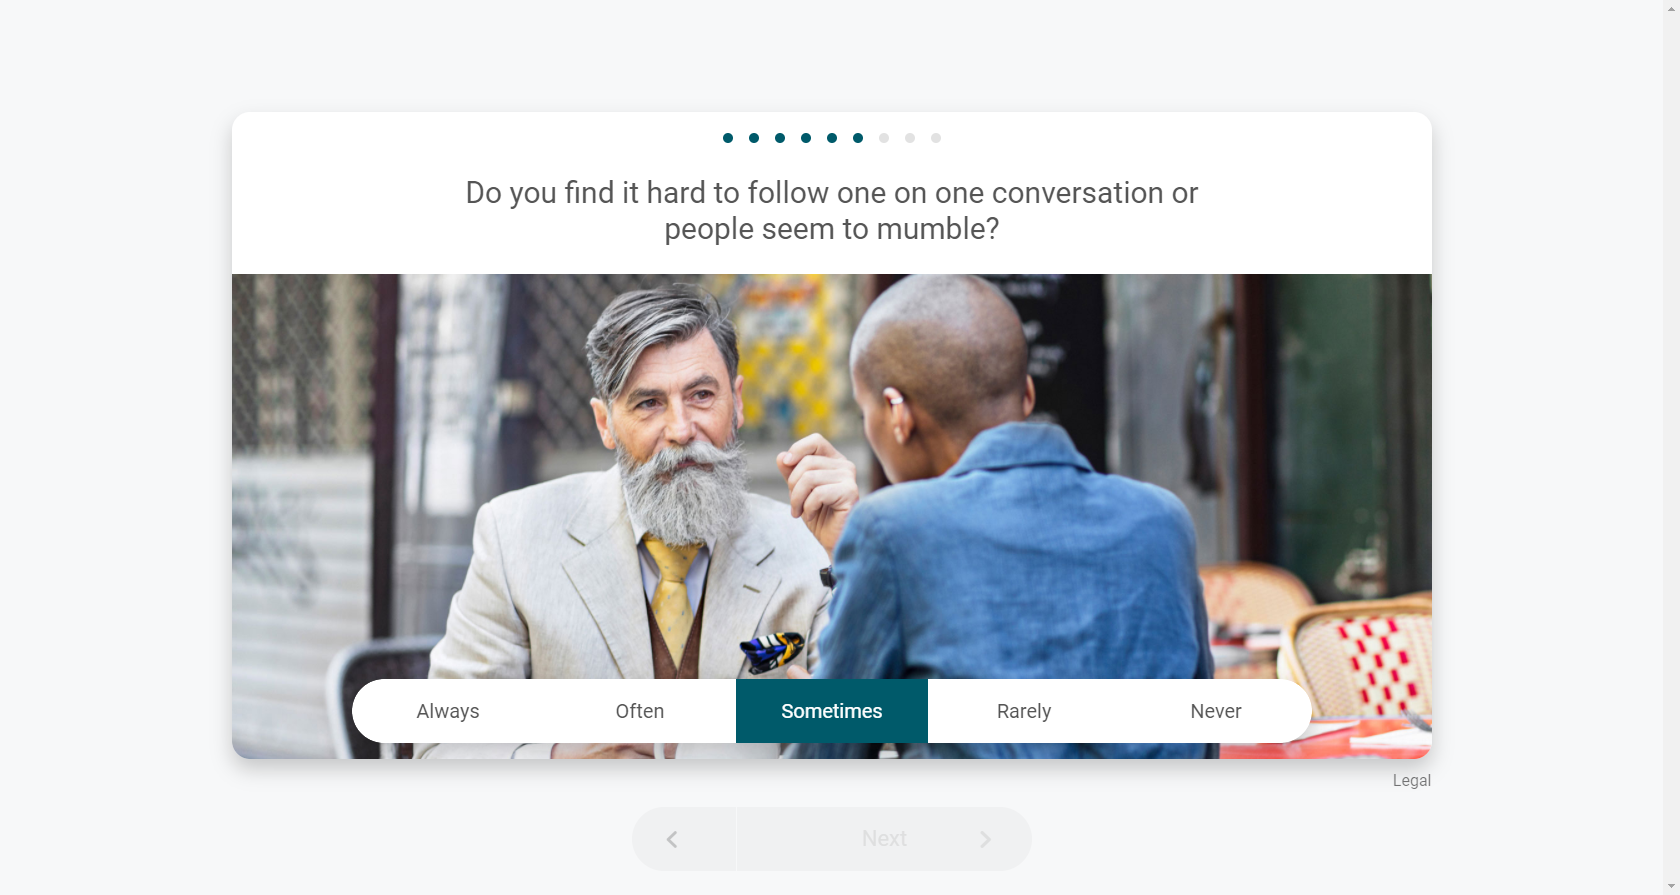 Do you find it hard to follow one on one conversation or
people seem to mumble?
Always
Often
Sometimes
Rarely
Never
Legal
Next